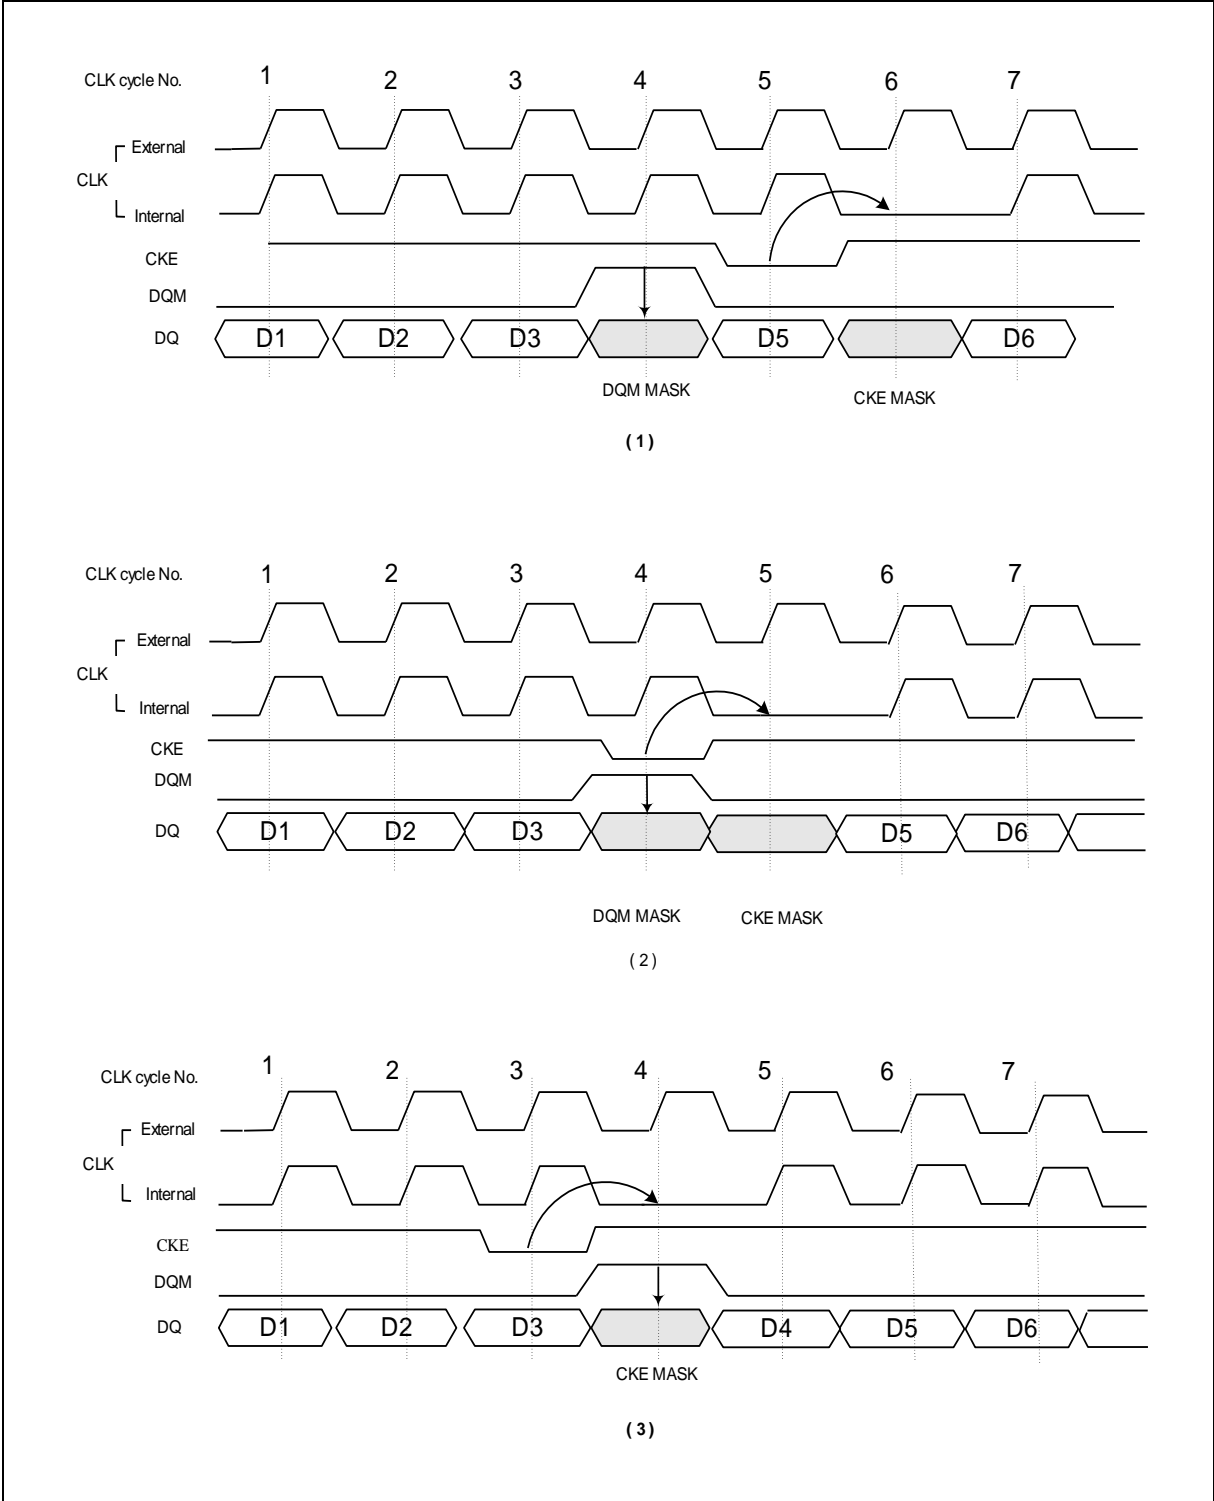 CLK cycle No. 1 2 3 4 5 6 7
External
CLK
Internal
CKE
DQM
DQ D1 D2 D3 D5 D6
DQM MASK CKE MASK
( 1 )
CLK cycle No. 1 2 3 4 5 6 7
External
CLK
Internal
CKE
DQM
DQ D1 D2 D3 D5 D6
DQM MASK CKE MASK
( 2 )
CLK cycle No. 1 2 3 4 5 6 7
External
CLK
Internal
CKE
DQM
DQ D1 D2 D3 D4 D5 D6
CKE MASK
( 3 )